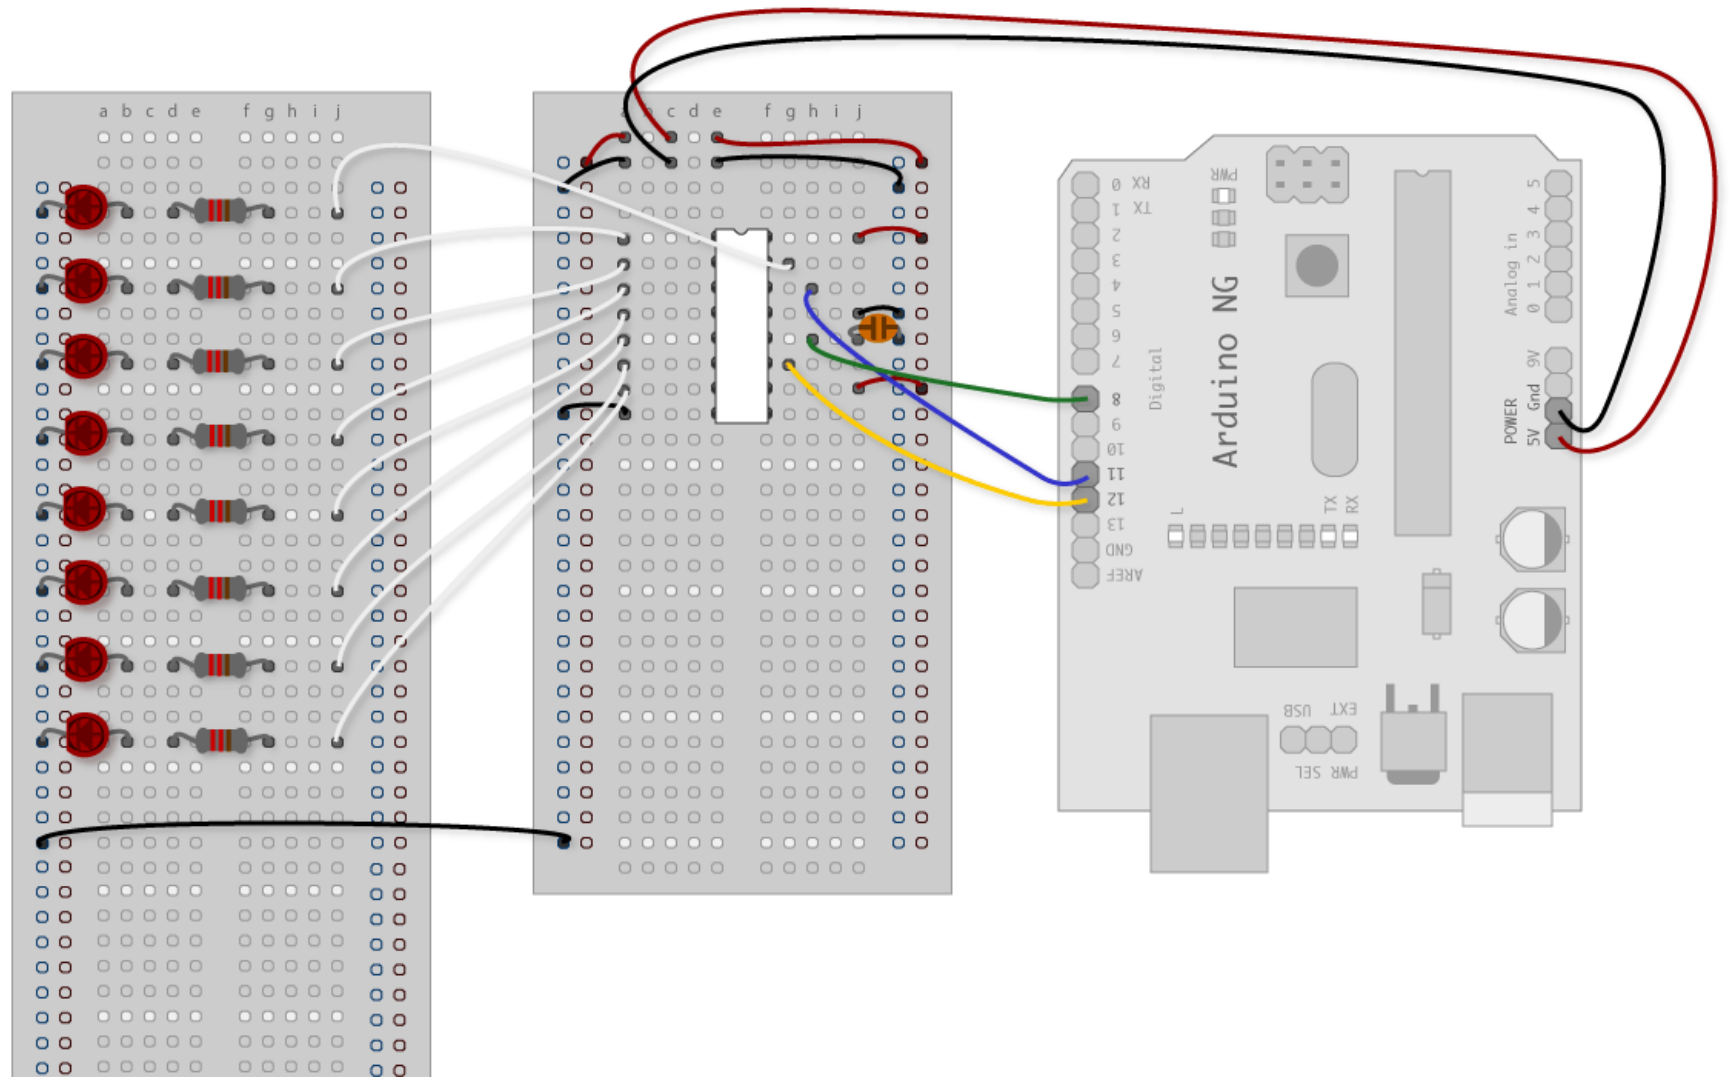 a b c d e f g h i j
a b c d e f g h i j
RX 0
TX 1
2
3
4
5
6
7
8
9
10
11
12
13
GND
AREF
Digital
PWR
Arduino NG
L
TX
RX
5
4
3
2
1
0
Analog in
9V
Gnd
5V
POWER
USB EXT
PWR SEL